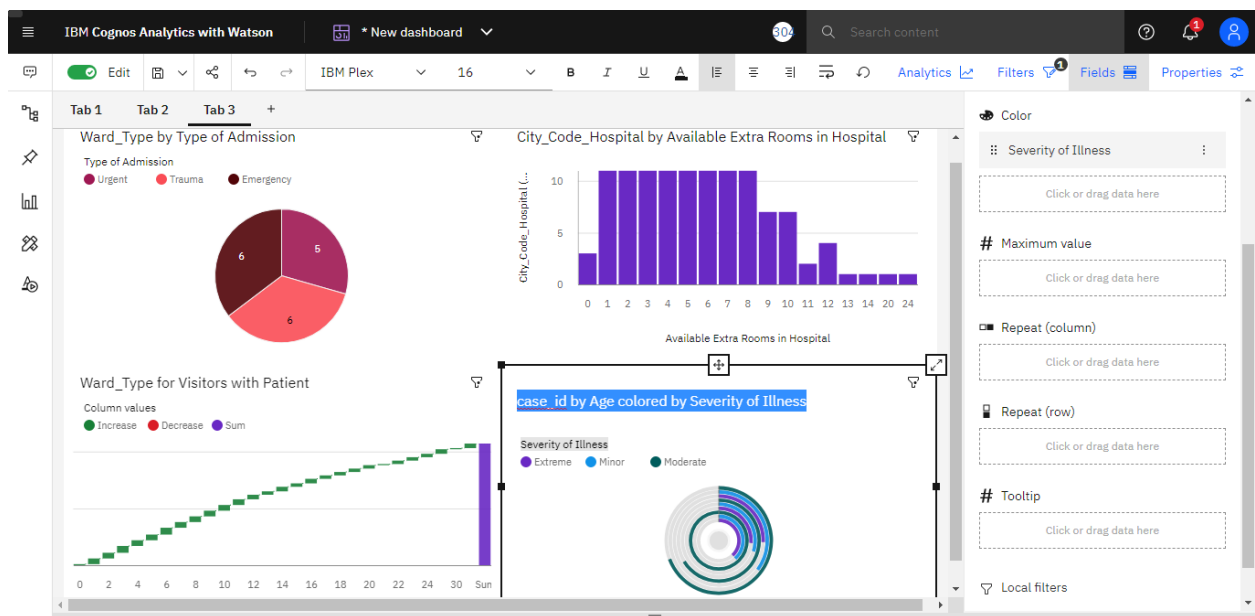 IBM Cognos Analytics with Watson
* New dashboard
304
Search content
1
Edit
IBM Plex
16
B I U A
Analytics
Filters
1
Fields
Properties
Tab 1
Tab 2
Tab 3
+
Ward_Type by Type of Admission
Type of Admission
Urgent Trauma Emergency
6
5
6
City_Code_Hospital by Available Extra Rooms in Hospital
City_Code_Hospital (...
10
5
0
0 1 2 3 4 5 6 7 8 9 10 11 12 13 14 20 24
Available Extra Rooms in Hospital
Ward_Type for Visitors with Patient
Column values
Increase Decrease Sum
0 2 4 6 8 10 12 14 16 18 20 22 24 30 Sum
case_id by Age colored by Severity of Illness
Severity of Illness
Extreme Minor Moderate
Color
Severity of Illness
Click or drag data here
# Maximum value
Click or drag data here
Repeat (column)
Click or drag data here
Repeat (row)
Click or drag data here
# Tooltip
Click or drag data here
Local filters